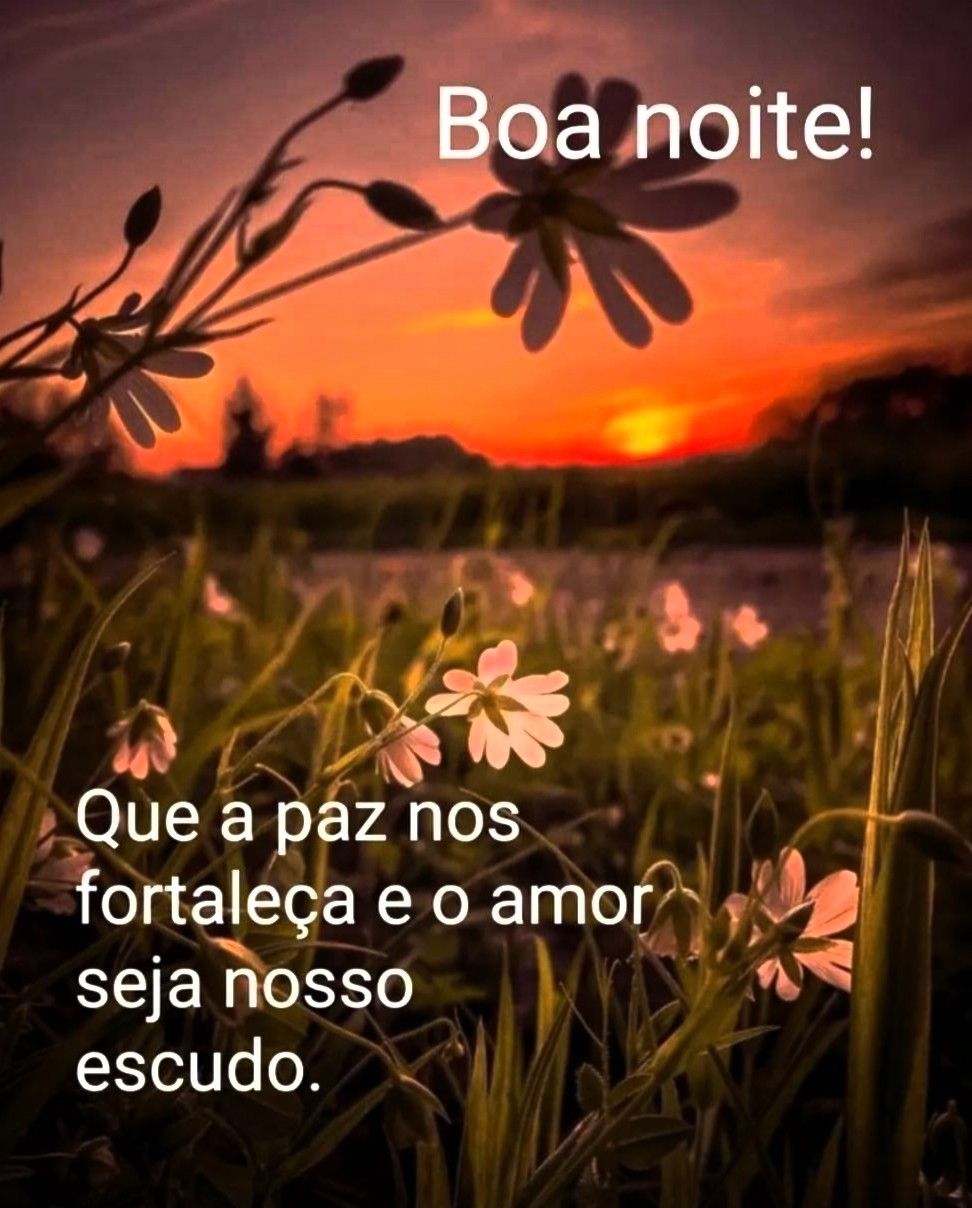 Boa noite!
Que a paz nos
fortaleça e o amor
seja nosso
escudo.